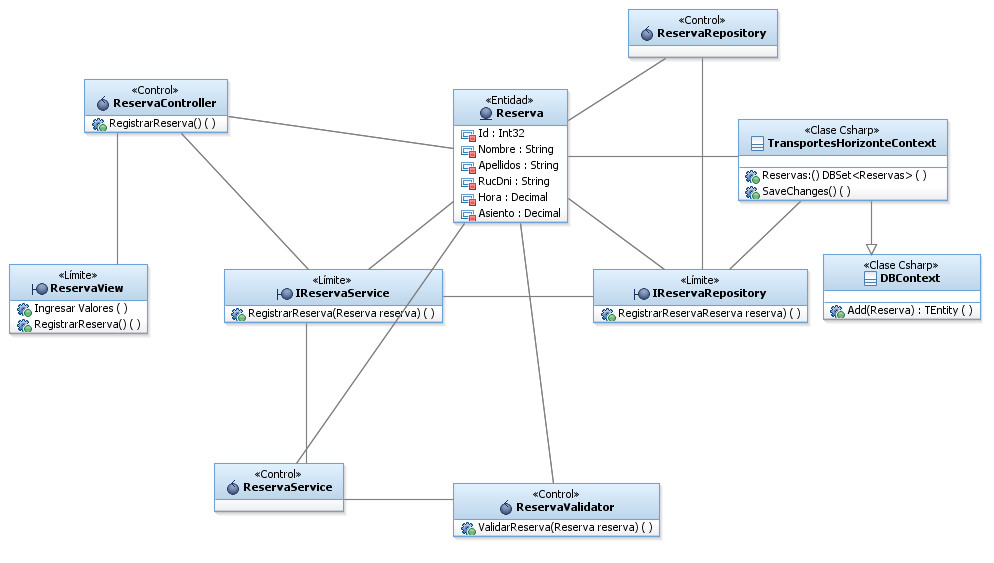 «Control»
ReservaRepository
«Control»
ReservaController
RegistrarReserva() ( )
«Entidad»
Reserva
Id : Int32
Nombre : String
Apellidos : String
RucDni : String
Hora : Decimal
Asiento : Decimal
«Clase Csharp»
TransportesHorizonteContext
Reservas:() DBSet<Reservas> ( )
SaveChanges() ( )
«Límite»
ReservaView
Ingresar Valores ( )
RegistrarReserva() ( )
«Límite»
IReservaService
RegistrarReserva(Reserva reserva) ( )
«Límite»
IReservaRepository
RegistrarReservaReserva reserva) ( )
«Clase Csharp»
DBContext
Add(Reserva) : TEntity ( )
«Control»
ReservaService
«Control»
ReservaValidator
ValidarReserva(Reserva reserva) ( )